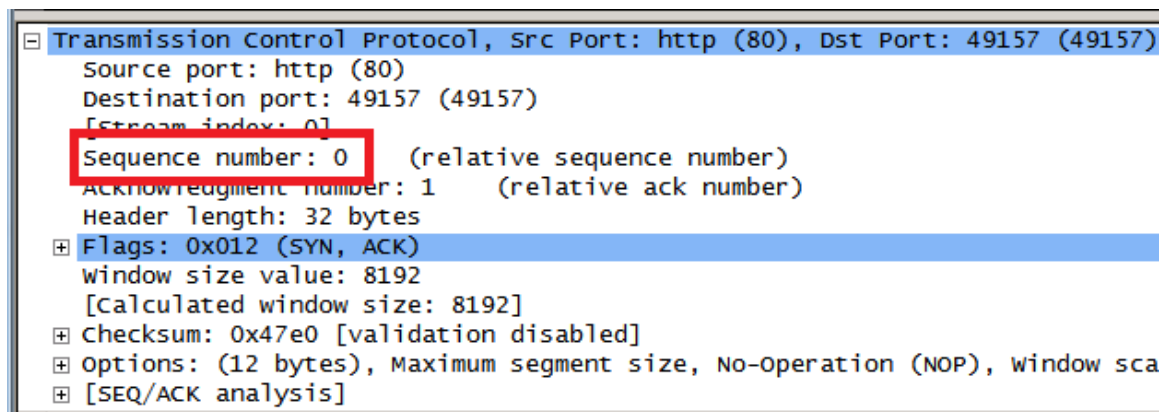 Transmission Control Protocol, Src Port: http (80), Dst Port: 49157 (49157)
Source port: http (80)
Destination port: 49157 (49157)
[Stream index: 0]
Sequence number: 0 (relative sequence number)
Acknowledgment number: 1 (relative ack number)
Header length: 32 bytes
Flags: 0x012 (SYN, ACK)
Window size value: 8192
[Calculated window size: 8192]
Checksum: 0x47e0 [validation disabled]
Options: (12 bytes), Maximum segment size, No-Operation (NOP), Window sca
[SEQ/ACK analysis]